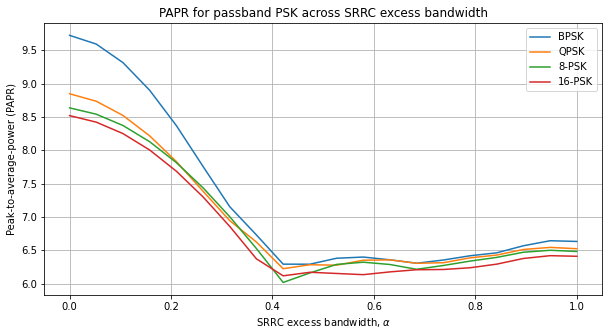 PAPR for passband PSK across SRRC excess bandwidth
BPSK
QPSK
8-PSK
16-PSK
Peak-to-average-power (PAPR)
9.5
9.0
8.5
8.0
7.5
7.0
6.5
6.0
0.0 0.2 0.4 0.6 0.8 1.0
SRRC excess bandwidth, α